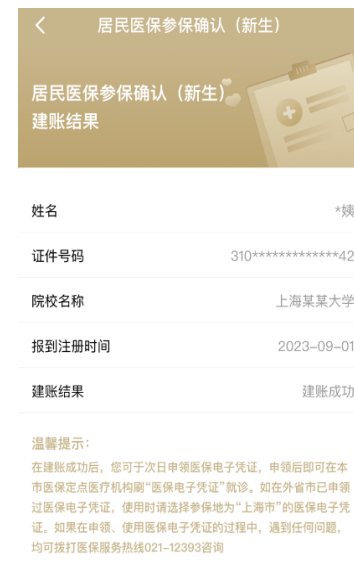 居民医保参保确认（新生）
居民医保参保确认（新生）
建账结果
姓名 *姨
证件号码 310*************42
院校名称 上海某某大学
报到注册时间 2023-09-01
建账结果 建账成功
温馨提示：
在建账成功后，您可于次日申领医保电子凭证，申领后即可在本
市医保定点医疗机构刷“医保电子凭证”就诊。如在外省市已申领
过医保电子凭证，使用时请选择参保地为“上海市”的医保电子凭
证。如果在申领、使用医保电子凭证的过程中，遇到任何问题，
均可拨打医保服务热线021-12393咨询